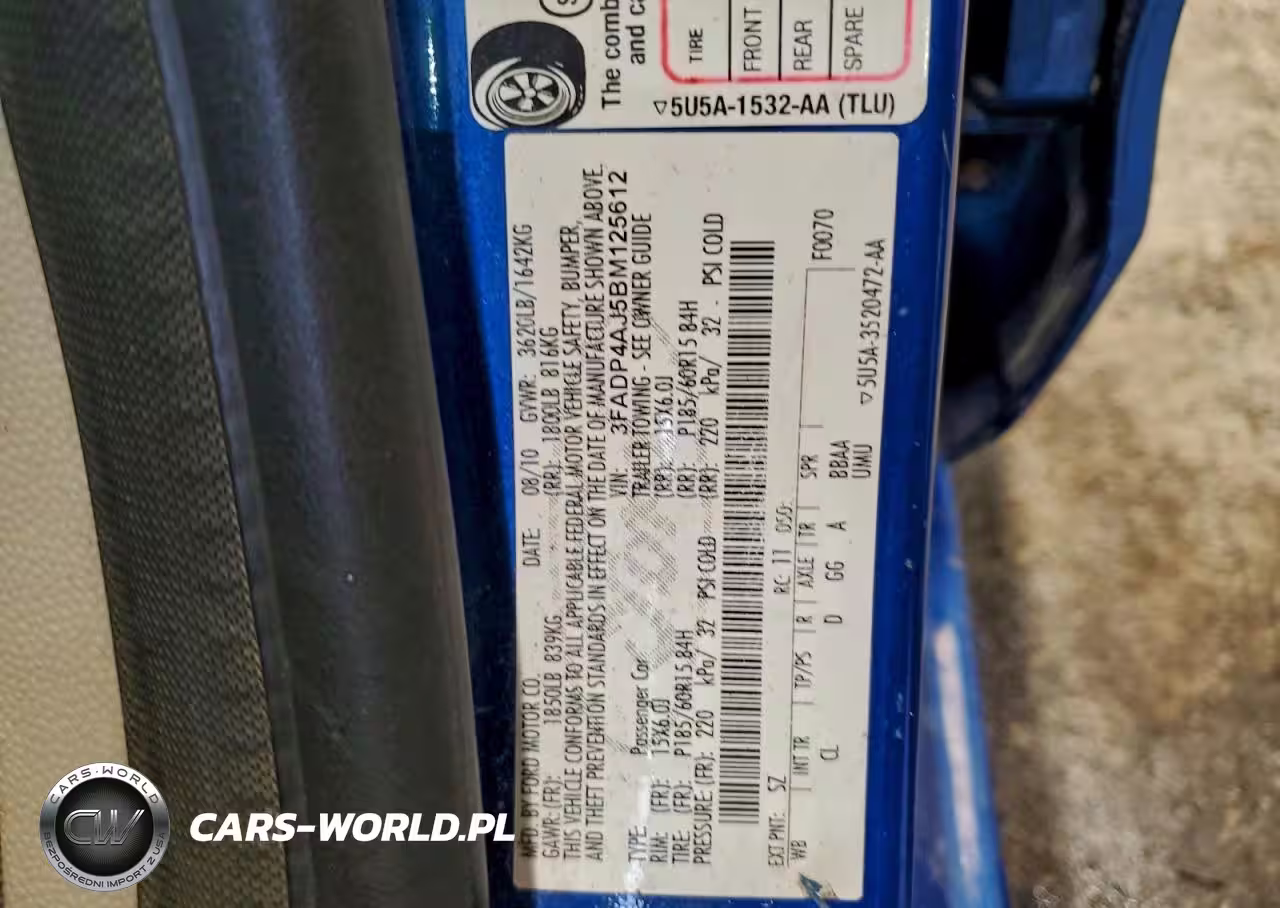 The comb
and ca
TIRE
FRONT
REAR
SPARE
▽5U5A-1532-AA (TLU)
MFD. BY FORD MOTOR CO. DATE: 08/10 GVWR: 3620LB/1642KG
GAWR: (FR): 1850LB 839KG (RR): 1800LB 816KG
THIS VEHICLE CONFORMS TO ALL APPLICABLE FEDERAL MOTOR VEHICLE SAFETY, BUMPER,
AND THEFT PREVENTION STANDARDS IN EFFECT ON THE DATE OF MANUFACTURE SHOWN ABOVE.
VIN: 3FADP4AJ5BM125612
TYPE: Passenger Car TRAILER TOWING - SEE OWNER GUIDE
RIM: (FR): 15X6.0J (RR): 15X6.0J
TIRE: (FR): P185/60R15 84H (RR): P185/60R15 84H
PRESSURE: (FR): 220 kPa/ 32 PSI COLD (RR): 220 kPa/ 32 - PSI COLD
EXT PNT: SZ RC: 11 DSO:
WB | INT TR | TP/PS | R | AXLE | TR | SPR | F0070
CL D GG A BBAA
UMU ▽5U5A-3520472-AA
CARS-WORLD
CW
BEZPOŚREDNI IMPORT Z USA
CARS-WORLD.PL